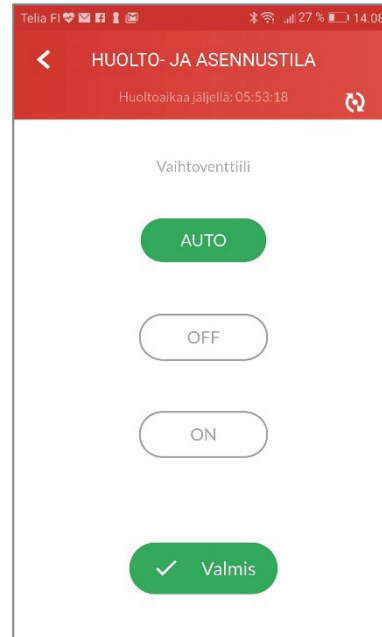 Telia FI 27 % 14.08
HUOLTO- JA ASENNUSTILA
Huoltoaikaa jäljellä: 05:53:18
Vaihtoventtiili
AUTO
OFF
ON
Valmis